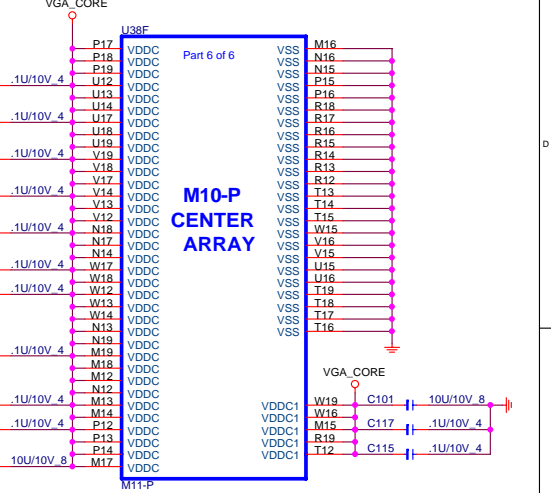 VGA_CORE
U38F
Part 6 of 6
P17 VDDC VSS M16
P18 VDDC VSS N16
P19 VDDC VSS N15
.1U/10V_4 U12 VDDC VSS P15
U13 VDDC VSS P16
U14 VDDC VSS R18
.1U/10V_4 U17 VDDC VSS R17
U18 VDDC VSS R16
U19 VDDC VSS R15
.1U/10V_4 V19 VDDC VSS R14
V18 VDDC VSS R13
V17 VDDC VSS R12
.1U/10V_4 V14 VDDC VSS T13
V13 VDDC VSS T14
V12 VDDC VSS T15
.1U/10V_4 N18 VDDC VSS W15
N17 VDDC VSS V16
N14 VDDC VSS V15
.1U/10V_4 W17 VDDC VSS U15
W18 VDDC VSS U16
.1U/10V_4 W12 VDDC VSS T19
W13 VDDC VSS T18
W14 VDDC VSS T17
N13 VDDC VSS T16
N19 VDDC
.1U/10V_4 M19 VDDC
M18 VDDC
M12 VDDC
N12 VDDC
.1U/10V_4 M13 VDDC
M14 VDDC
.1U/10V_4 P12 VDDC
P13 VDDC
P14 VDDC
10U/10V_8 M17 VDDC
M10-P
CENTER
ARRAY
VGA_CORE
VDDC1 W19 C101 10U/10V_8
VDDC1 W16
VDDC1 M15 C117 .1U/10V_4
VDDC1 R19
VDDC1 T12 C115 .1U/10V_4
M11-P
D